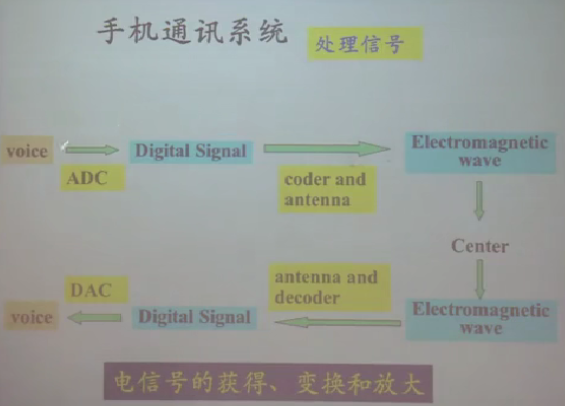 手机通讯系统
处理信号
voice
Digital Signal
Electromagnetic
wave
ADC
coder and
antenna
Center
antenna and
decoder
DAC
voice
Digital Signal
Electromagnetic
wave
电信号的获得、变换和放大